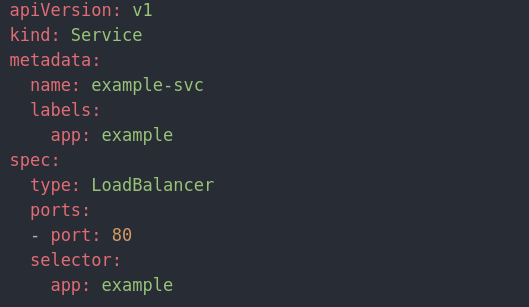 apiVersion: v1
kind: Service
metadata:
  name: example-svc
  labels:
    app: example
spec:
  type: LoadBalancer
  ports:
  - port: 80
  selector:
    app: example